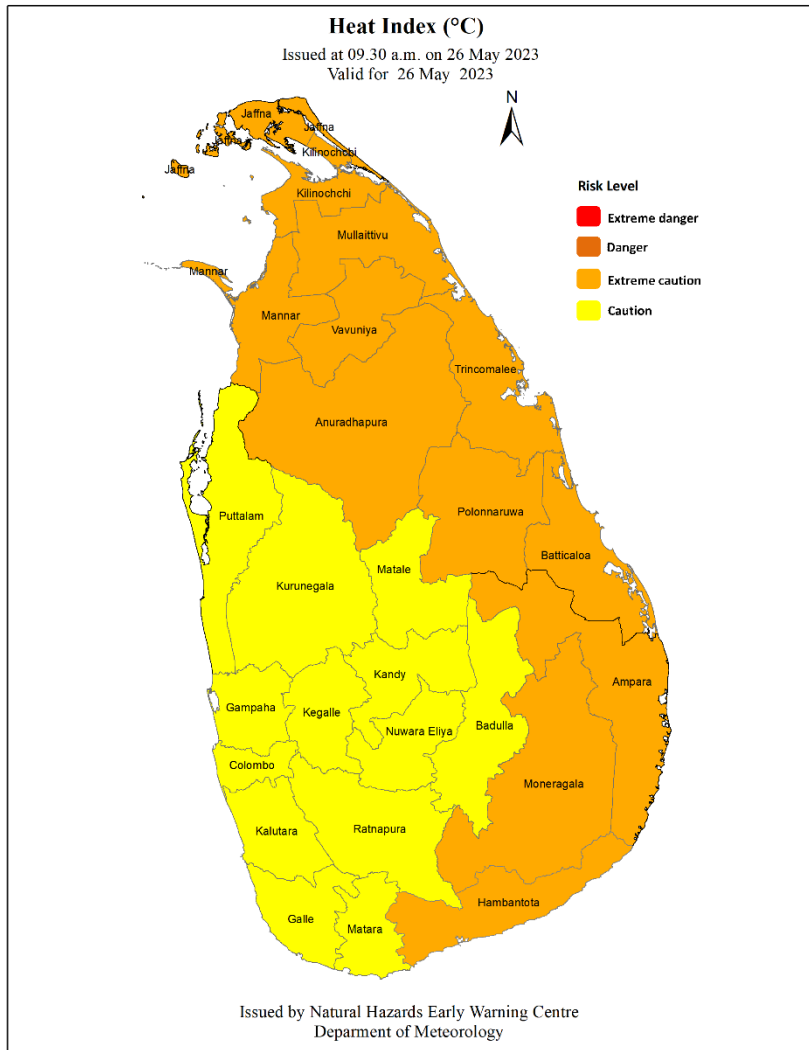 Heat Index (°C)
Issued at 09.30 a.m. on 26 May 2023
Valid for 26 May 2023
N
Jaffna
Jaffna
Jaffna
Kilinochchi
Jaffna
Kilinochchi
Risk Level
Extreme danger
Danger
Extreme caution
Caution
Mullaittivu
Mannar
Mannar
Vavuniya
Trincomalee
Anuradhapura
Puttalam
Polonnaruwa
Batticaloa
Kurunegala
Matale
Kandy
Ampara
Gampaha
Kegalle
Nuwara Eliya
Badulla
Colombo
Moneragala
Kalutara
Ratnapura
Hambantota
Galle
Matara
Issued by Natural Hazards Early Warning Centre
Deparment of Meteorology